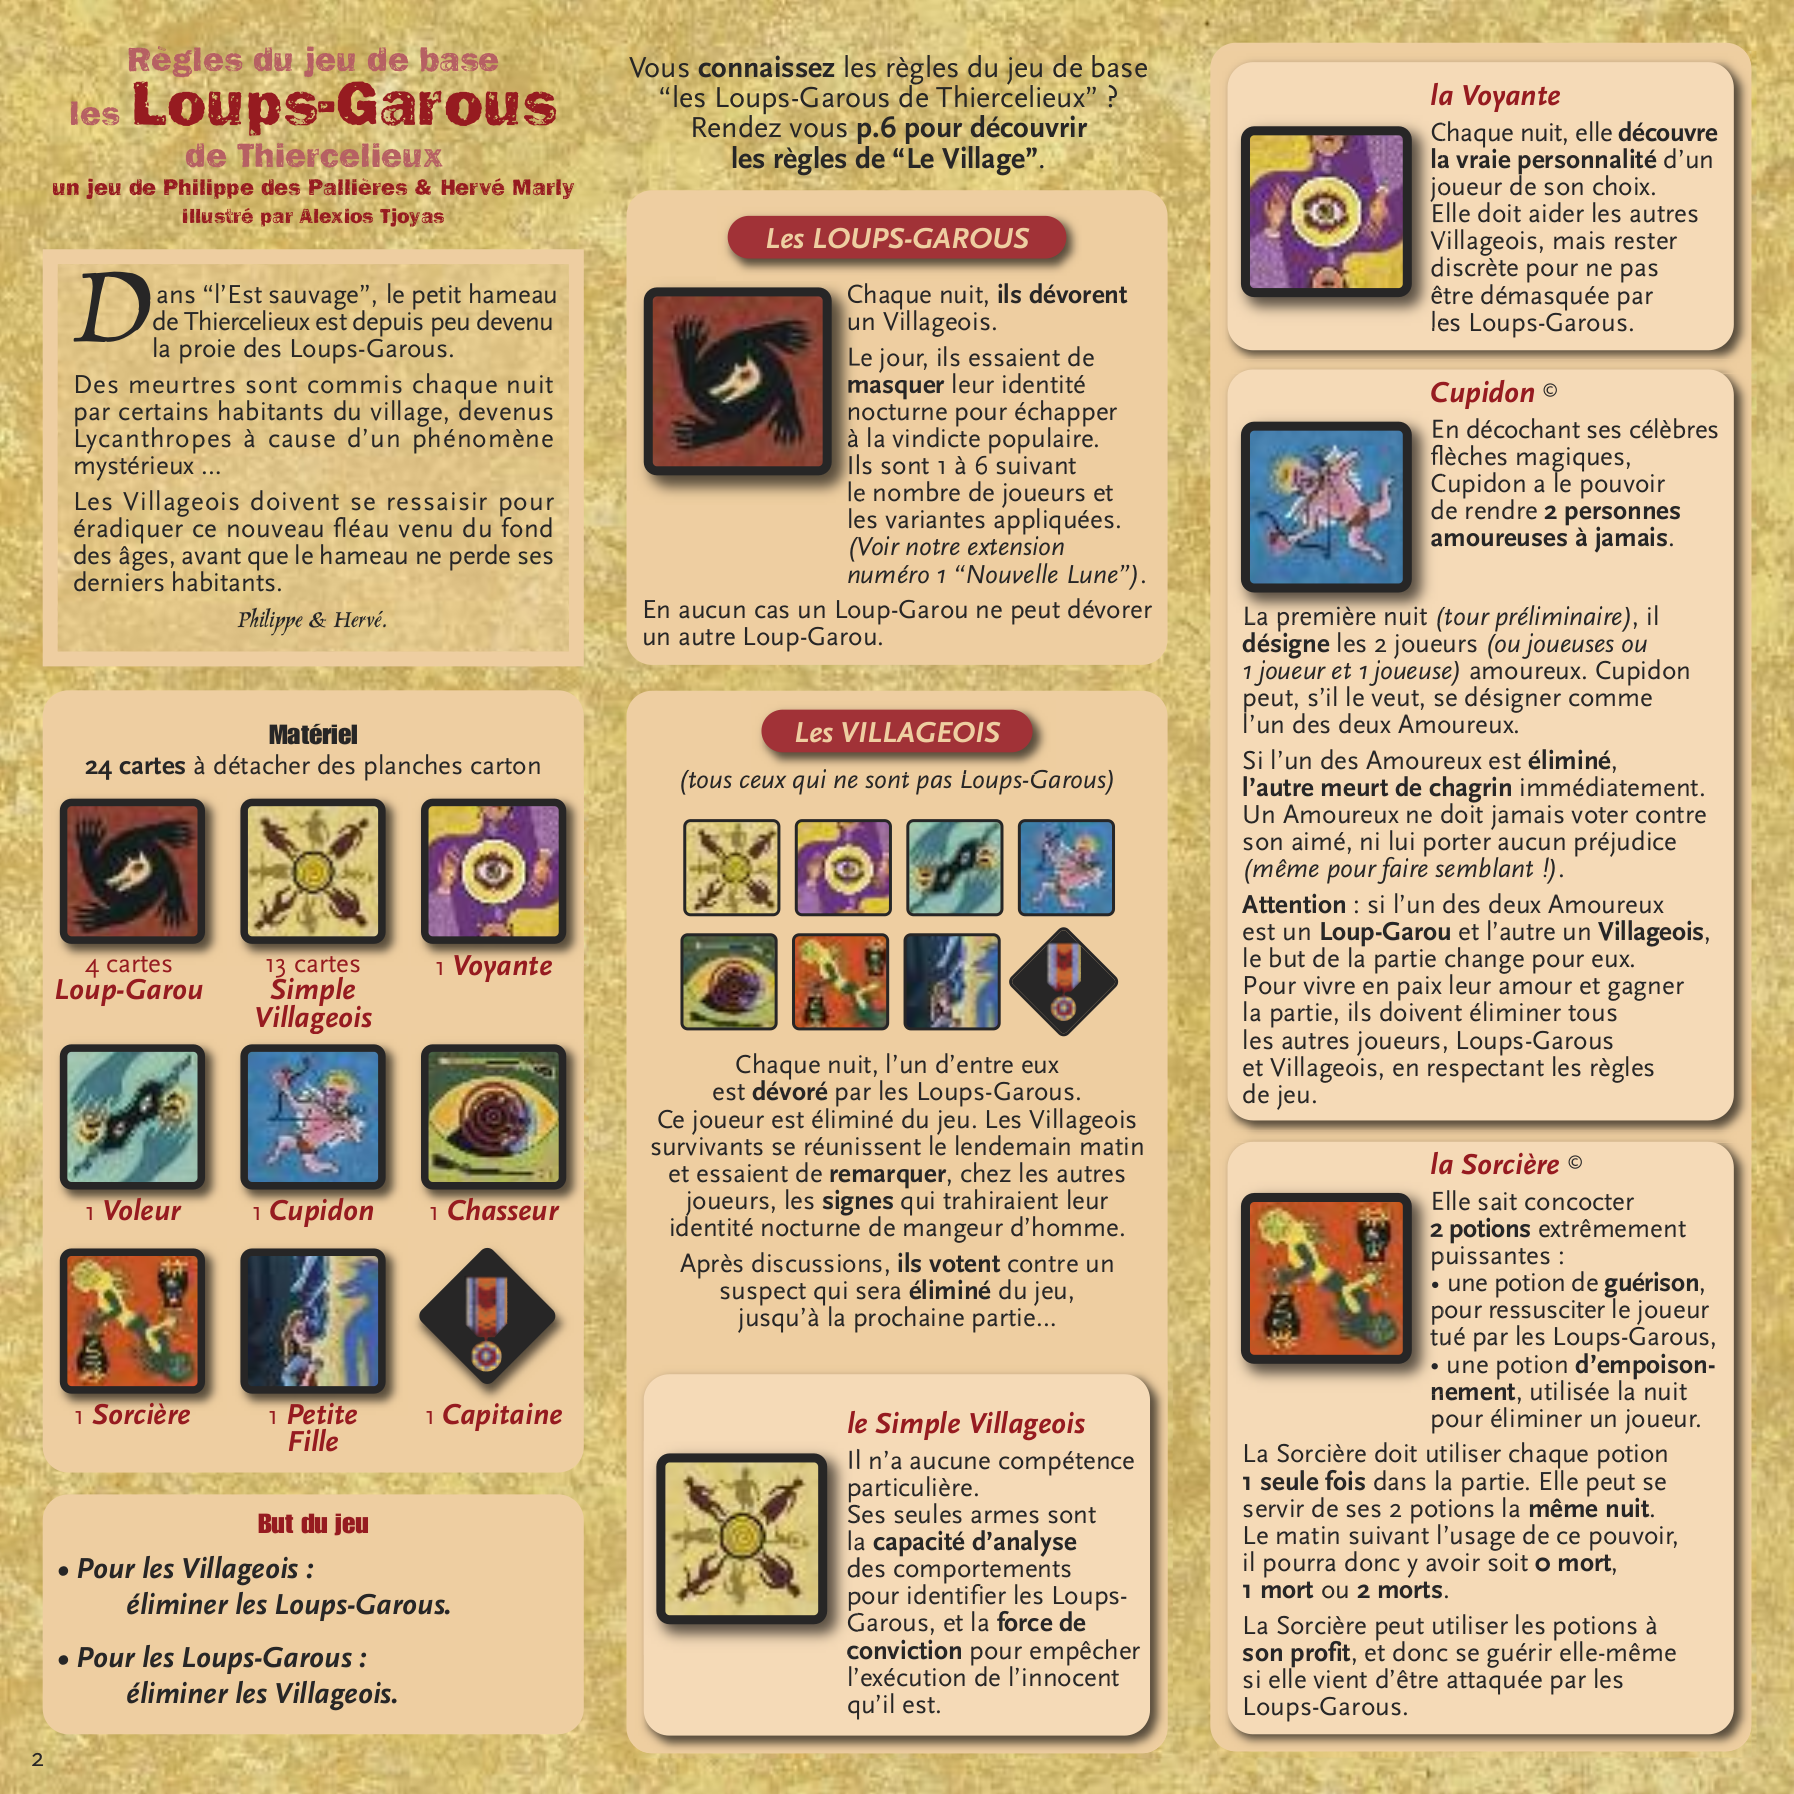 Règles du jeu de base
les Loups-Garous
de Thiercelieux
un jeu de Philippe des Pallières & Hervé Marly
illustré par Alexios Tjoyas
Dans “l’Est sauvage”, le petit hameau
de Thiercelieux est depuis peu devenu
la proie des Loups-Garous.
Des meurtres sont commis chaque nuit
par certains habitants du village, devenus
Lycanthropes à cause d’un phénomène
mystérieux ...
Les Villageois doivent se ressaisir pour
éradiquer ce nouveau fléau venu du fond
des âges, avant que le hameau ne perde ses
derniers habitants.
Philippe & Hervé.
Matériel
24 cartes à détacher des planches carton
4 cartes
Loup-Garou
13 cartes
Simple
Villageois
1 Voyante
1 Voleur
1 Cupidon
1 Chasseur
1 Sorcière
1 Petite
Fille
1 Capitaine
But du jeu
• Pour les Villageois :
éliminer les Loups-Garous.
• Pour les Loups-Garous :
éliminer les Villageois.
2
Vous connaissez les règles du jeu de base
“les Loups-Garous de Thiercelieux” ?
Rendez vous p.6 pour découvrir
les règles de “Le Village”.
Les LOUPS-GAROUS
Chaque nuit, ils dévorent
un Villageois.
Le jour, ils essaient de
masquer leur identité
nocturne pour échapper
à la vindicte populaire.
Ils sont 1 à 6 suivant
le nombre de joueurs et
les variantes appliquées.
(Voir notre extension
numéro 1 “Nouvelle Lune”).
En aucun cas un Loup-Garou ne peut dévorer
un autre Loup-Garou.
Les VILLAGEOIS
(tous ceux qui ne sont pas Loups-Garous)
Chaque nuit, l’un d’entre eux
est dévoré par les Loups-Garous.
Ce joueur est éliminé du jeu. Les Villageois
survivants se réunissent le lendemain matin
et essaient de remarquer, chez les autres
joueurs, les signes qui trahiraient leur
identité nocturne de mangeur d’homme.
Après discussions, ils votent contre un
suspect qui sera éliminé du jeu,
jusqu’à la prochaine partie...
le Simple Villageois
Il n’a aucune compétence
particulière.
Ses seules armes sont
la capacité d’analyse
des comportements
pour identifier les Loups-
Garous, et la force de
conviction pour empêcher
l’exécution de l’innocent
qu’il est.
la Voyante
Chaque nuit, elle découvre
la vraie personnalité d’un
joueur de son choix.
Elle doit aider les autres
Villageois, mais rester
discrète pour ne pas
être démasquée par
les Loups-Garous.
Cupidon ©
En décochant ses célèbres
flèches magiques,
Cupidon a le pouvoir
de rendre 2 personnes
amoureuses à jamais.
La première nuit (tour préliminaire), il
désigne les 2 joueurs (ou joueuses ou
1 joueur et 1 joueuse) amoureux. Cupidon
peut, s’il le veut, se désigner comme
l’un des deux Amoureux.
Si l’un des Amoureux est éliminé,
l’autre meurt de chagrin immédiatement.
Un Amoureux ne doit jamais voter contre
son aimé, ni lui porter aucun préjudice
(même pour faire semblant !).
Attention : si l’un des deux Amoureux
est un Loup-Garou et l’autre un Villageois,
le but de la partie change pour eux.
Pour vivre en paix leur amour et gagner
la partie, ils doivent éliminer tous
les autres joueurs, Loups-Garous
et Villageois, en respectant les règles
de jeu.
la Sorcière ©
Elle sait concocter
2 potions extrêmement
puissantes :
• une potion de guérison,
pour ressusciter le joueur
tué par les Loups-Garous,
• une potion d’empoison-
nement, utilisée la nuit
pour éliminer un joueur.
La Sorcière doit utiliser chaque potion
1 seule fois dans la partie. Elle peut se
servir de ses 2 potions la même nuit.
Le matin suivant l’usage de ce pouvoir,
il pourra donc y avoir soit 0 mort,
1 mort ou 2 morts.
La Sorcière peut utiliser les potions à
son profit, et donc se guérir elle-même
si elle vient d’être attaquée par les
Loups-Garous.